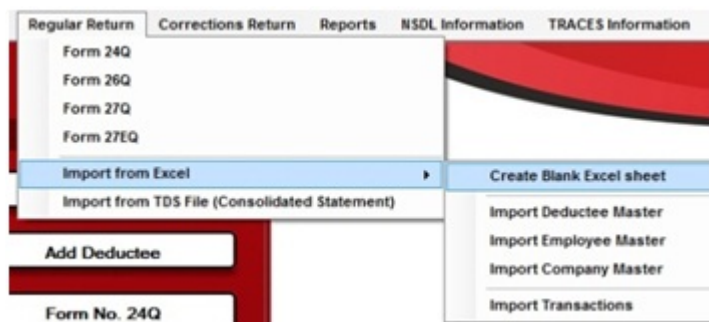 Regular Return Corrections Return Reports NSDL Information TRACES Information
Form 24Q
Form 26Q
Form 27Q
Form 27EQ
Import from Excel
Create Blank Excel sheet
Import from TDS File (Consolidated Statement)
Import Deductee Master
Import Employee Master
Import Company Master
Import Transactions
Add Deductee
Form No. 24Q